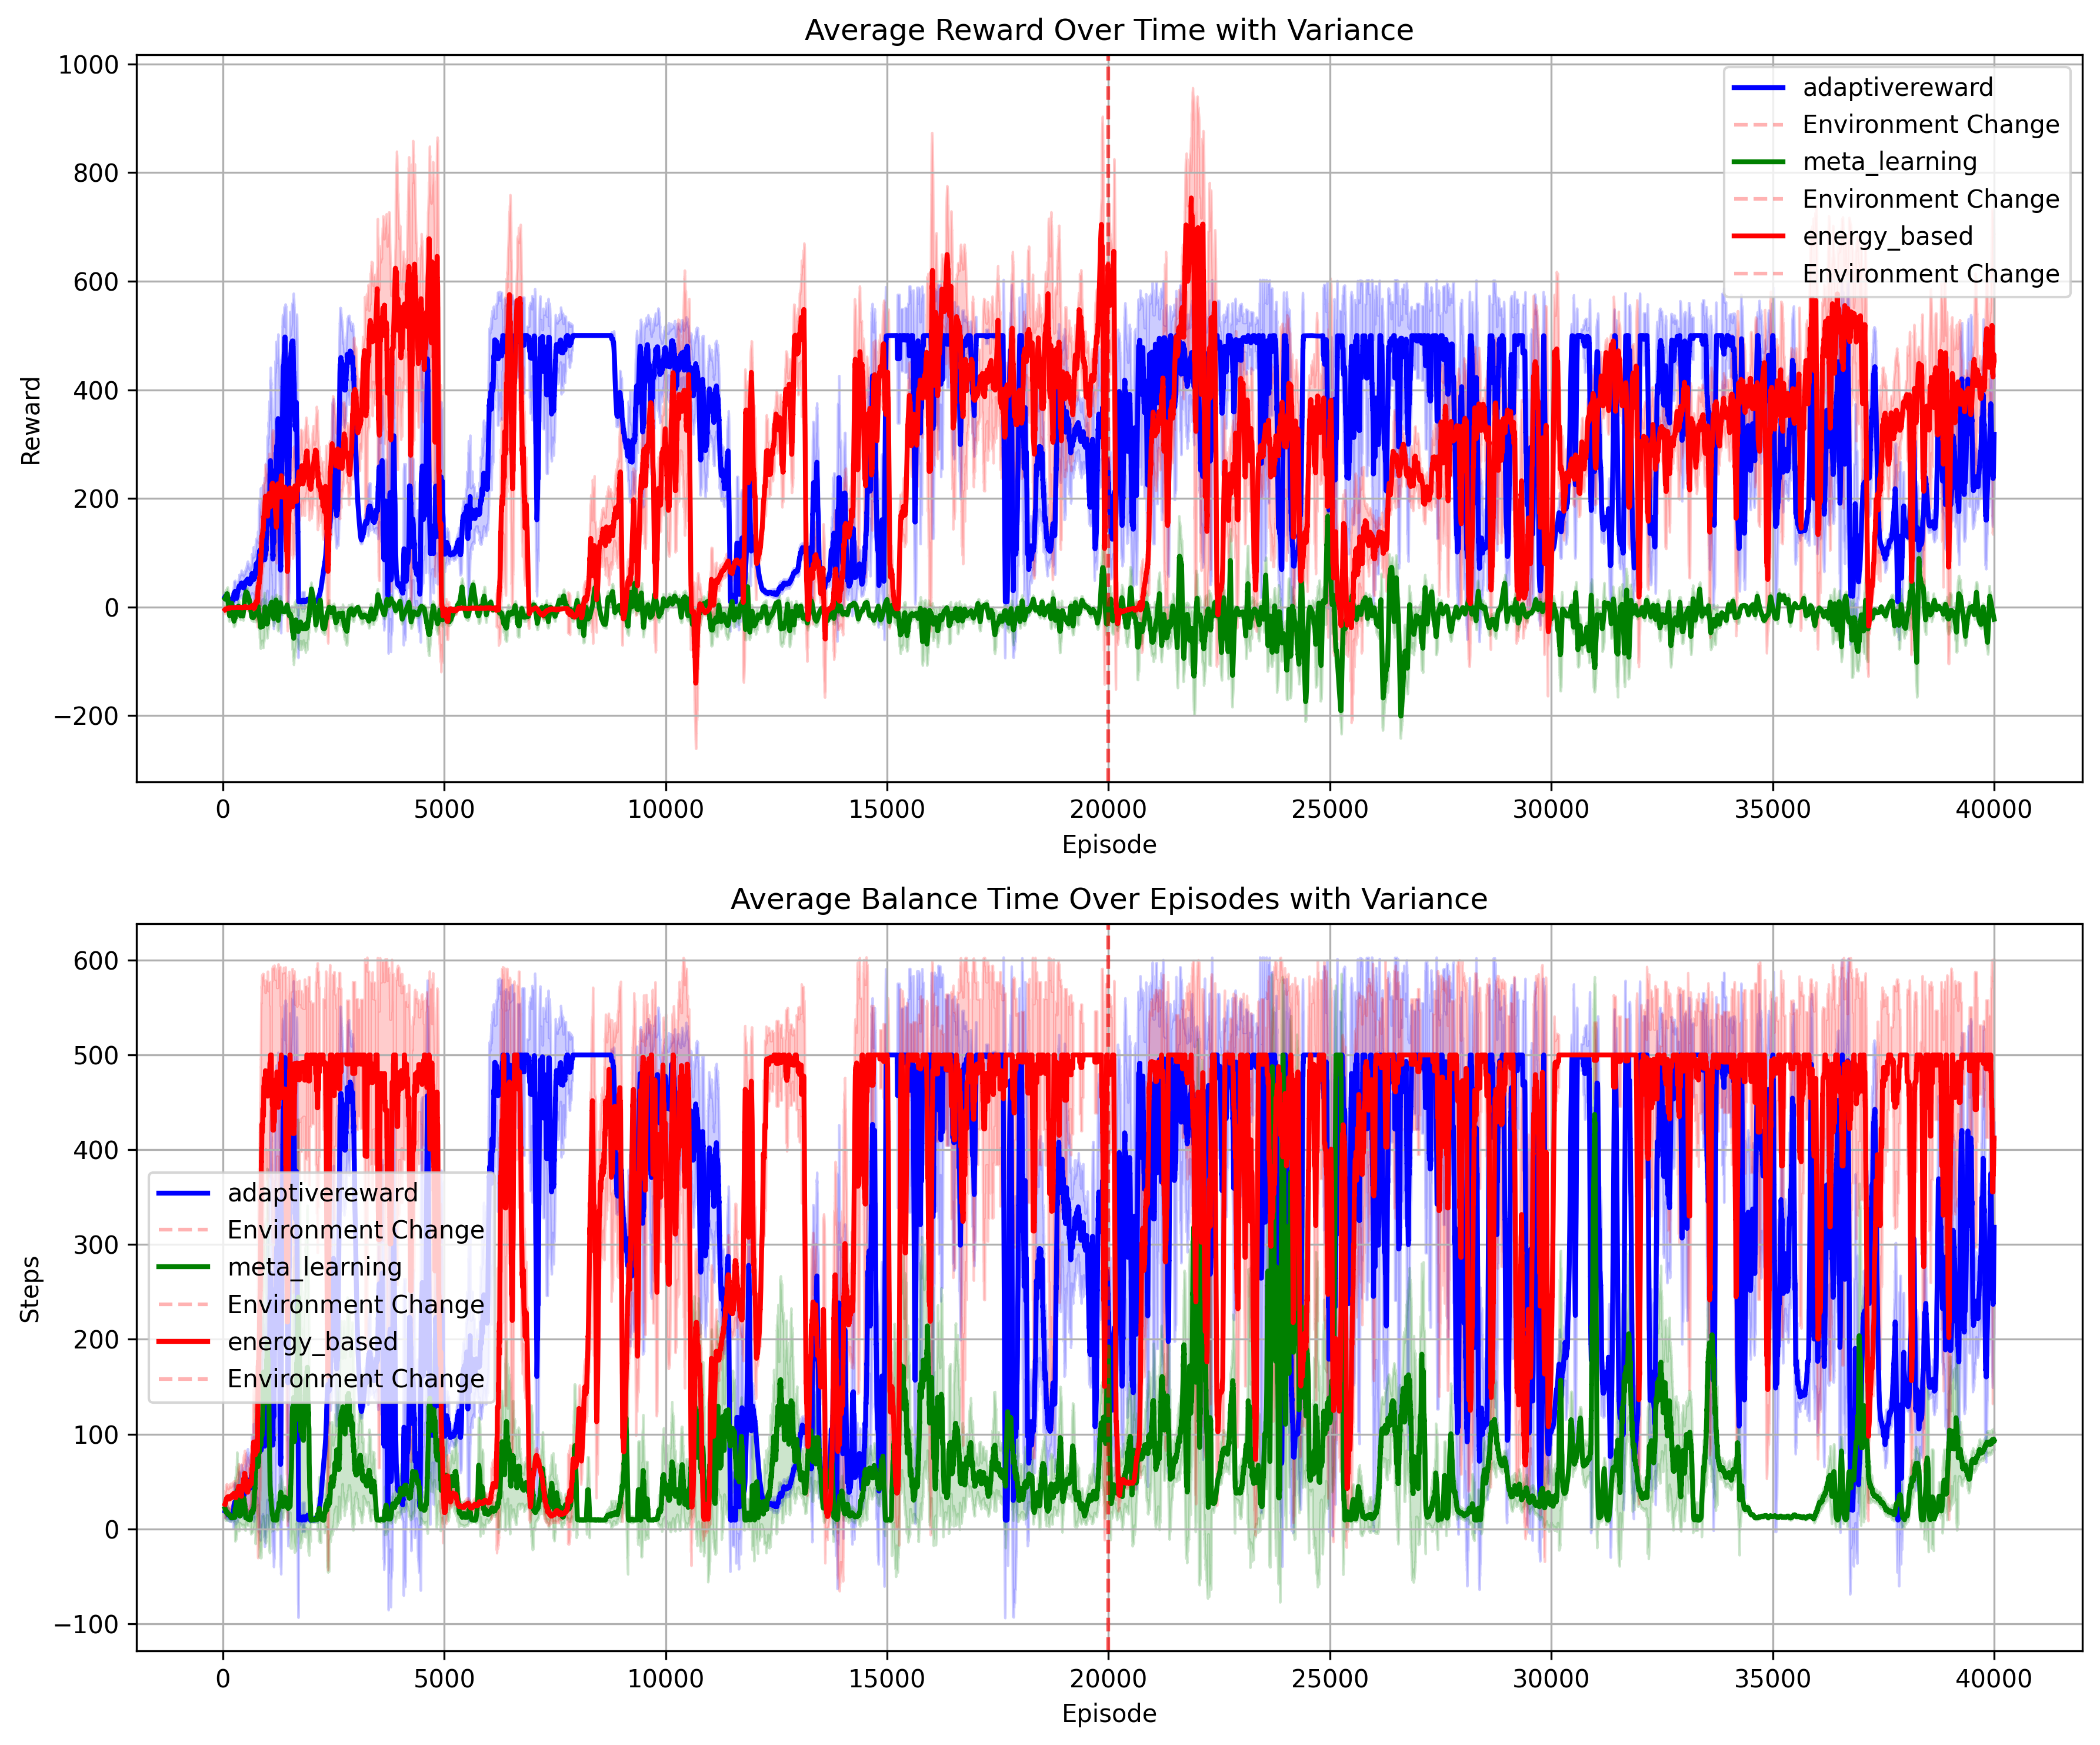 Average Reward Over Time with Variance
1000
800
600
400
200
0
−200
Reward
adaptivereward
Environment Change
meta_learning
Environment Change
energy_based
Environment Change
0 5000 10000 15000 20000 25000 30000 35000 40000
Episode
Average Balance Time Over Episodes with Variance
600
500
400
300
200
100
0
−100
Steps
adaptivereward
Environment Change
meta_learning
Environment Change
energy_based
Environment Change
0 5000 10000 15000 20000 25000 30000 35000 40000
Episode